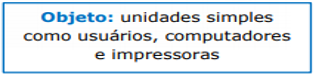 Objeto: unidades simples
como usuários, computadores
e impressoras